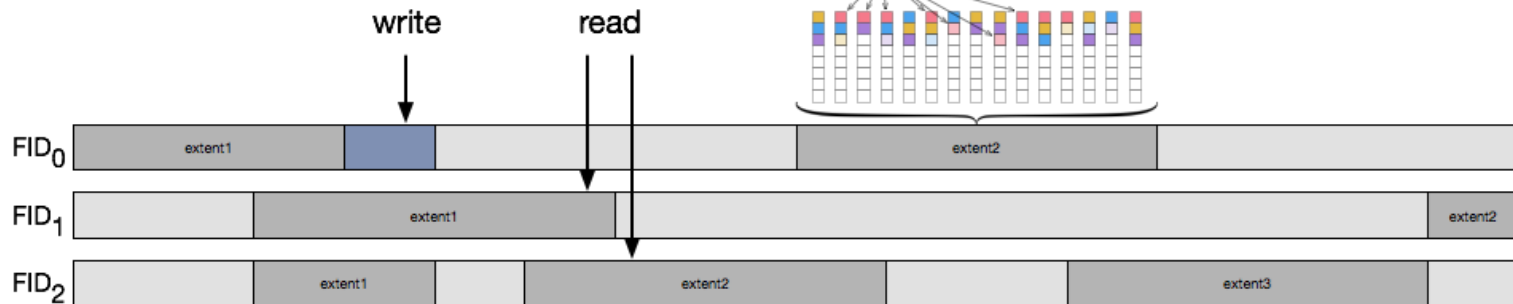 write read
FID0 extent1 extent2
FID1 extent1 extent2
FID2 extent1 extent2 extent3